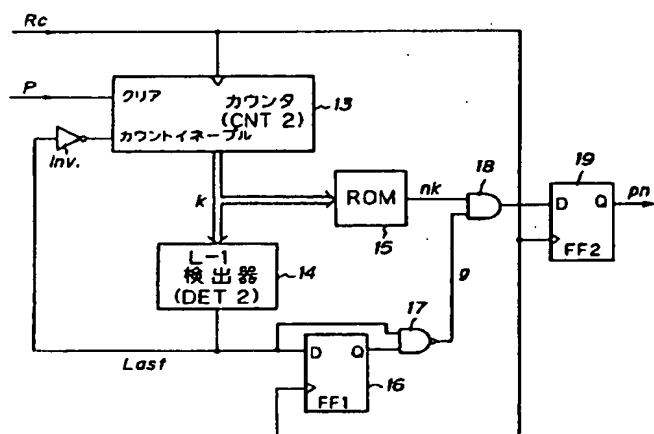 Rc
P
クリア
カウンタ
(CNT 2)
カウントイネーブル
13
Inv.
k
ROM
15
nk
18
19
D Q
FF2
pn
L-1
検出器
(DET 2)
14
g
17
Last
D Q
FF1
16